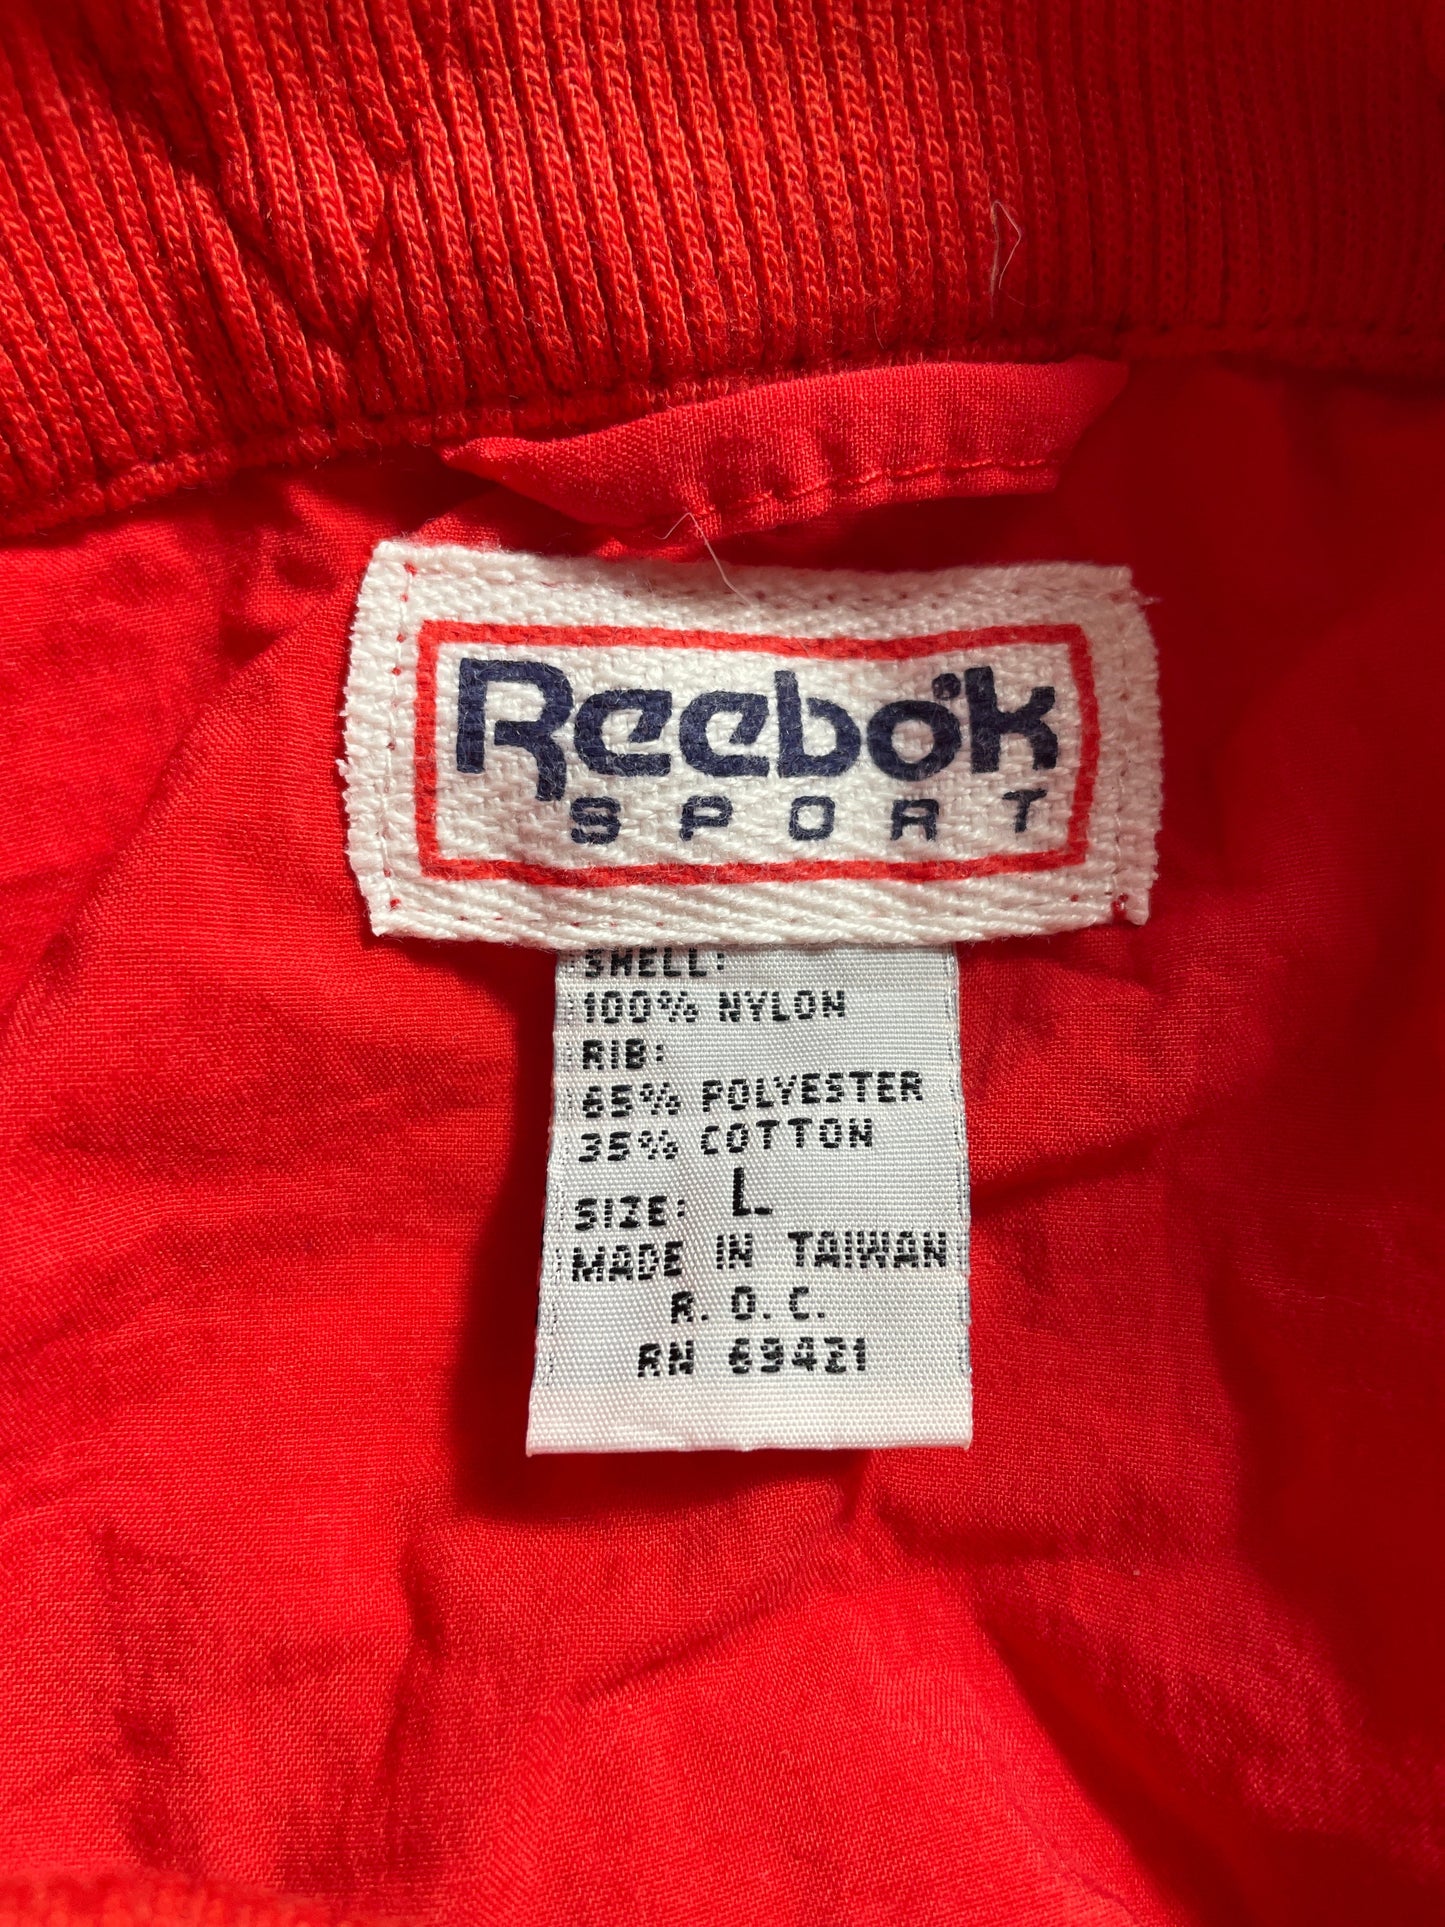 Reebok
SPORT
SHELL:
100% NYLON
RIB:
65% POLYESTER
35% COTTON
SIZE: L
MADE IN TAIWAN
R.O.C.
RN 69421